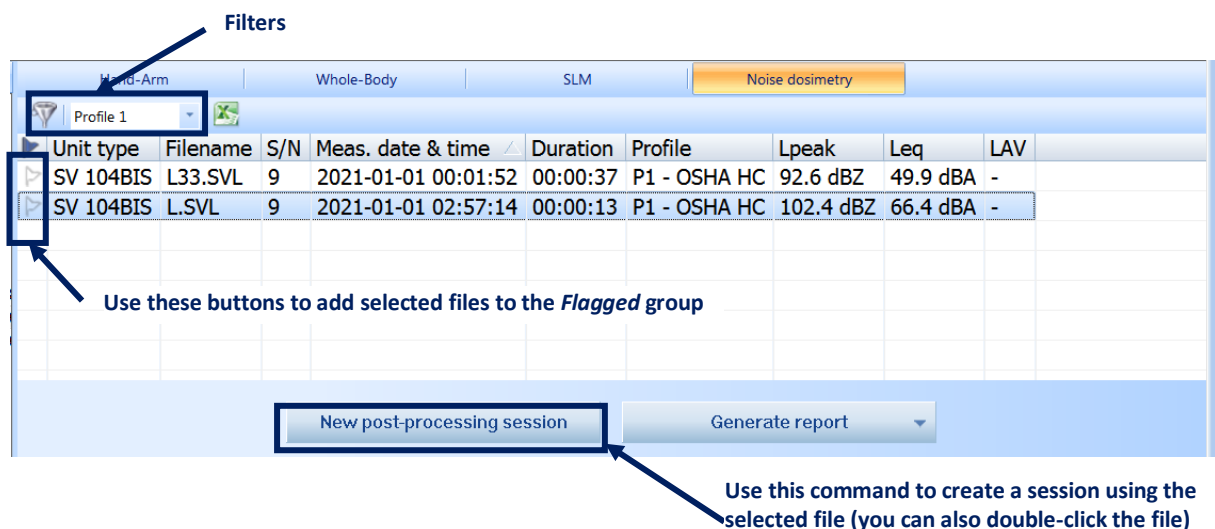 Filters
Hand-Arm Whole-Body SLM Noise dosimetry
Profile 1
Unit type Filename S/N Meas. date & time Duration Profile Lpeak Leq LAV
SV 104BIS L33.SVL 9 2021-01-01 00:01:52 00:00:37 P1 - OSHA HC 92.6 dBZ 49.9 dBA -
SV 104BIS L.SVL 9 2021-01-01 02:57:14 00:00:13 P1 - OSHA HC 102.4 dBZ 66.4 dBA -
Use these buttons to add selected files to the Flagged group
New post-processing session Generate report
Use this command to create a session using the
selected file (you can also double-click the file)